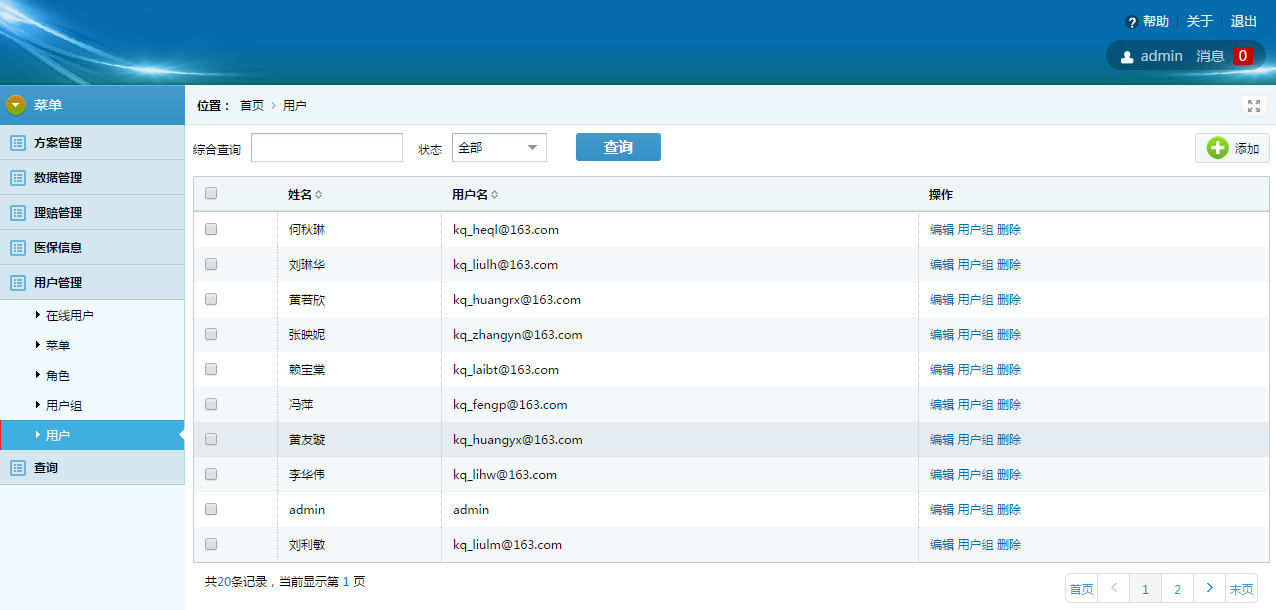 帮助 关于 退出
admin 消息 0
菜单
位置： 首页 > 用户
方案管理
数据管理
理赔管理
医保信息
用户管理
在线用户
菜单
角色
用户组
用户
查询
综合查询 状态 全部 查询 添加
姓名 用户名 操作
何秋琳 kq_heql@163.com 编辑 用户组 删除
刘琳华 kq_liulh@163.com 编辑 用户组 删除
黄若欣 kq_huangrx@163.com 编辑 用户组 删除
张映妮 kq_zhangyn@163.com 编辑 用户组 删除
赖宝棠 kq_laibt@163.com 编辑 用户组 删除
冯萍 kq_fengp@163.com 编辑 用户组 删除
黄友璇 kq_huangyx@163.com 编辑 用户组 删除
李华伟 kq_lihw@163.com 编辑 用户组 删除
admin admin 编辑 用户组 删除
刘利敏 kq_liulm@163.com 编辑 用户组 删除
共20条记录，当前显示第 1 页
首页 < 1 2 > 末页